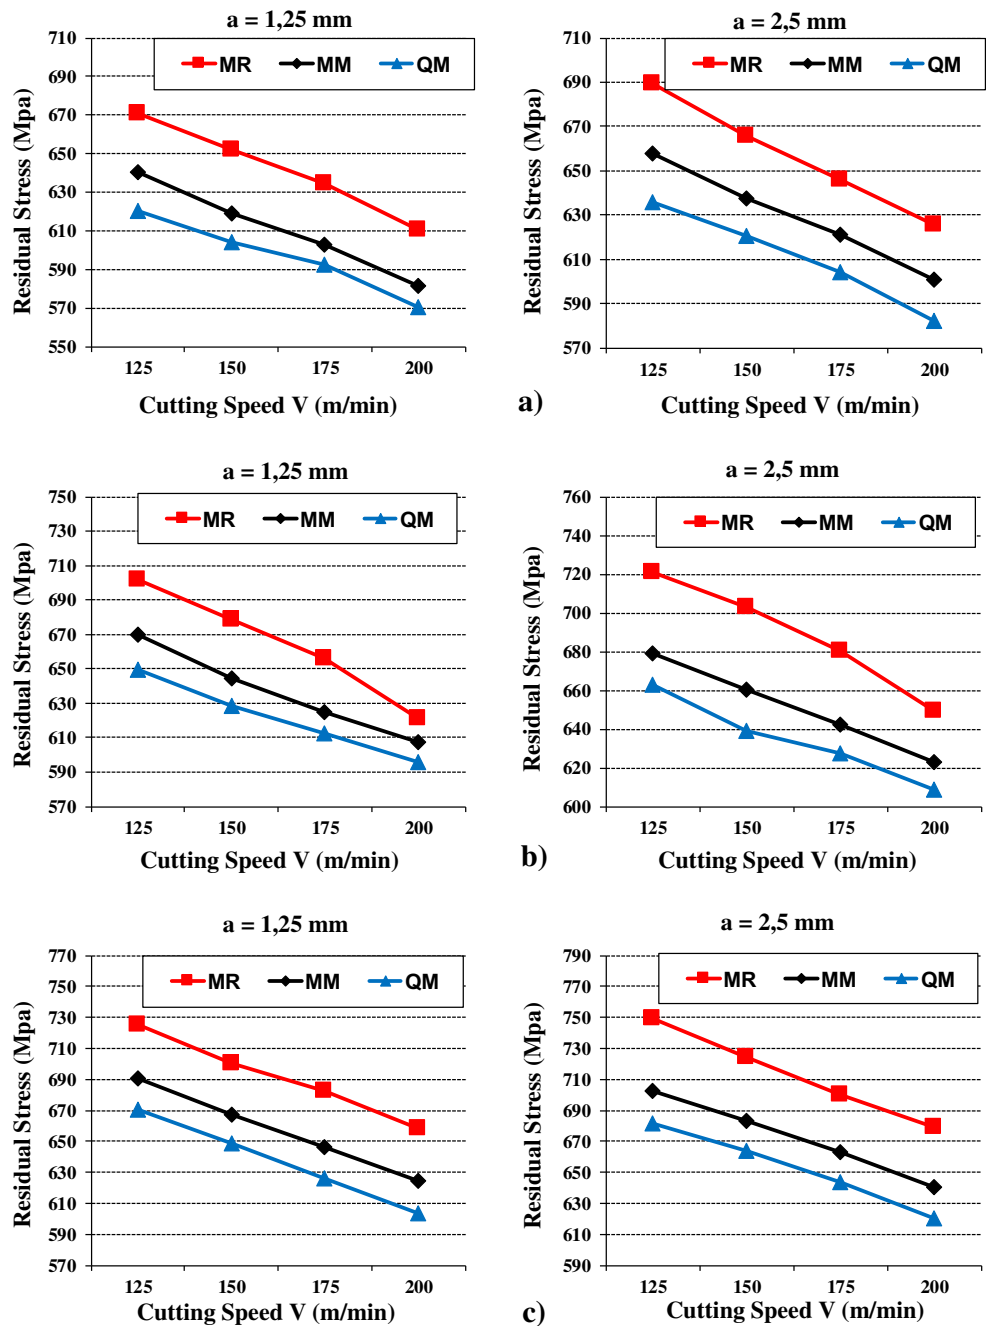 a = 1,25 mm
710
690
670
650
630
610
590
570
550
Residual Stress (Mpa)
MR MM QM
125 150 175 200
Cutting Speed V (m/min)
a = 2,5 mm
710
690
670
650
630
610
590
570
Residual Stress (Mpa)
MR MM QM
125 150 175 200
Cutting Speed V (m/min)
a)
a = 1,25 mm
750
730
710
690
670
650
630
610
590
570
Residual Stress (Mpa)
MR MM QM
125 150 175 200
Cutting Speed V (m/min)
a = 2,5 mm
760
740
720
700
680
660
640
620
600
Residual Stress (Mpa)
MR MM QM
125 150 175 200
Cutting Speed V (m/min)
b)
a = 1,25 mm
770
750
730
710
690
670
650
630
610
590
570
Residual Stress (Mpa)
MR MM QM
125 150 175 200
Cutting Speed V (m/min)
a = 2,5 mm
790
770
750
730
710
690
670
650
630
610
590
Residual Stress (Mpa)
MR MM QM
125 150 175 200
Cutting Speed V (m/min)
c)